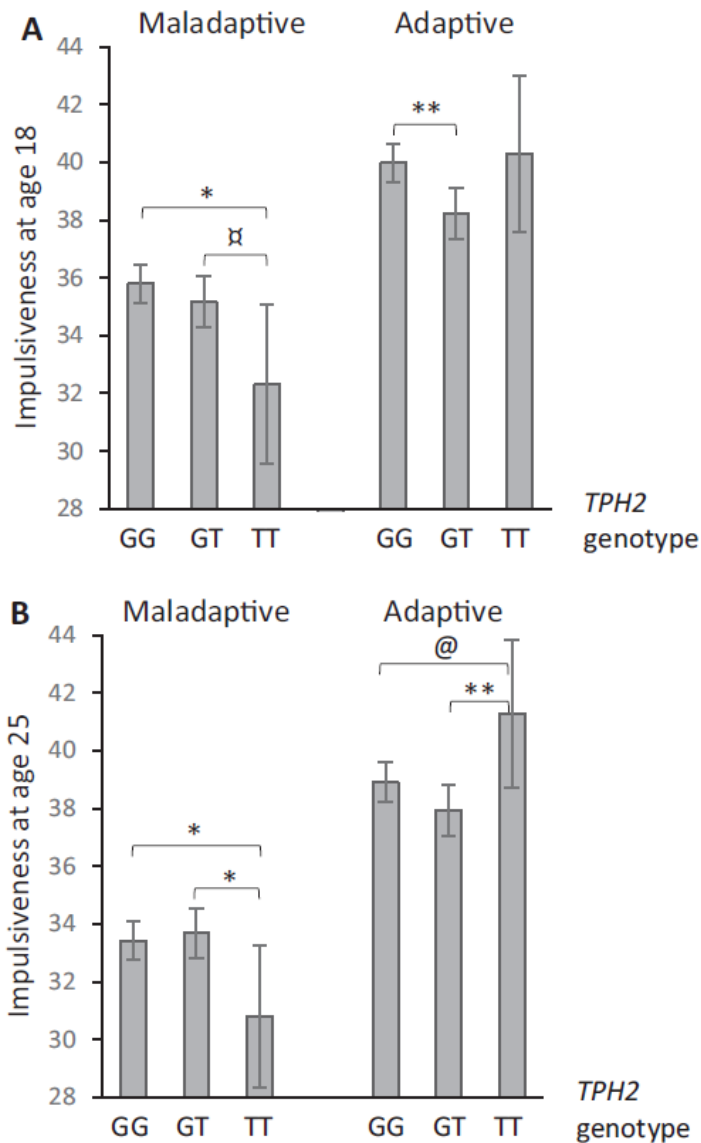 A
Maladaptive Adaptive
Impulsiveness at age 18
44
42
40
38
36
34
32
30
28
**
*
¤
GG GT TT GG GT TT
TPH2
genotype
B
Maladaptive Adaptive
Impulsiveness at age 25
44
42
40
38
36
34
32
30
28
@
**
*
*
GG GT TT GG GT TT
TPH2
genotype